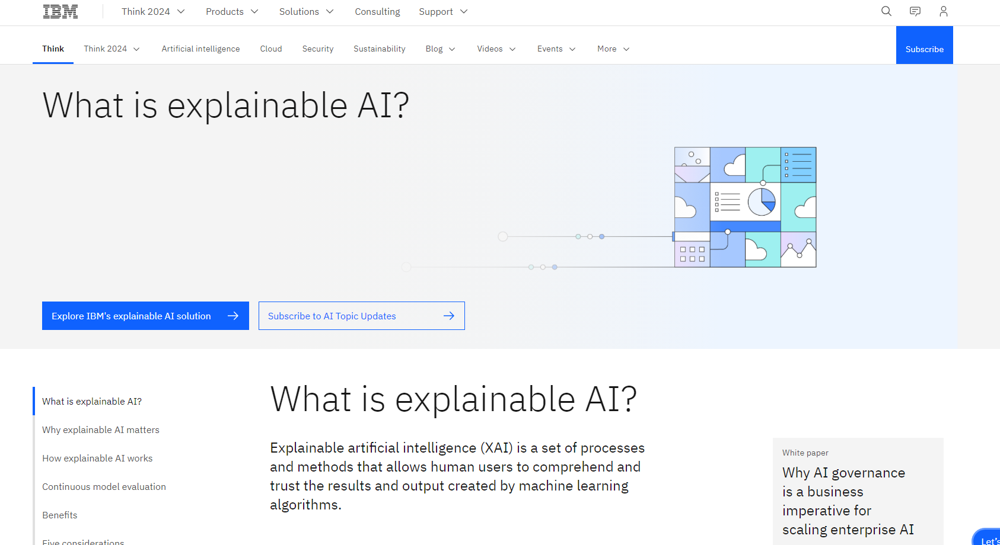 IBM
Think 2024
Products
Solutions
Consulting
Support
Think
Think 2024
Artificial intelligence
Cloud
Security
Sustainability
Blog
Videos
Events
More
Subscribe
What is explainable AI?
Explore IBM's explainable AI solution
Subscribe to AI Topic Updates
What is explainable AI?
Why explainable AI matters
How explainable AI works
Continuous model evaluation
Benefits
Five considerations
What is explainable AI?
Explainable artificial intelligence (XAI) is a set of processes
and methods that allows human users to comprehend and
trust the results and output created by machine learning
algorithms.
White paper
Why AI governance
is a business
imperative for
scaling enterprise AI
Let's